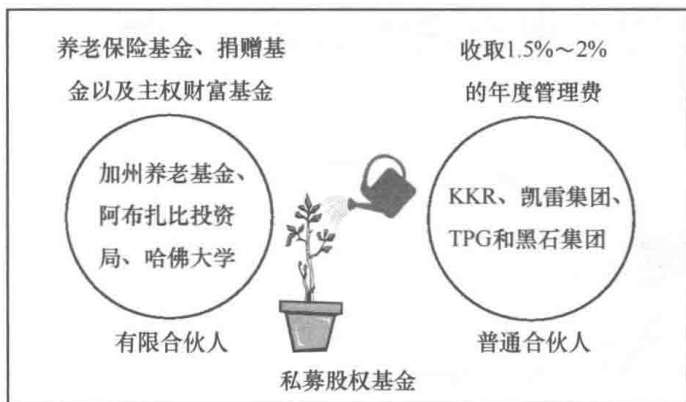 养老保险基金、捐赠基
金以及主权财富基金
收取1.5%～2%
的年度管理费
加州养老基金、
阿布扎比投资
局、哈佛大学
KKR、凯雷集团、
TPG和黑石集团
有限合伙人
普通合伙人
私募股权基金